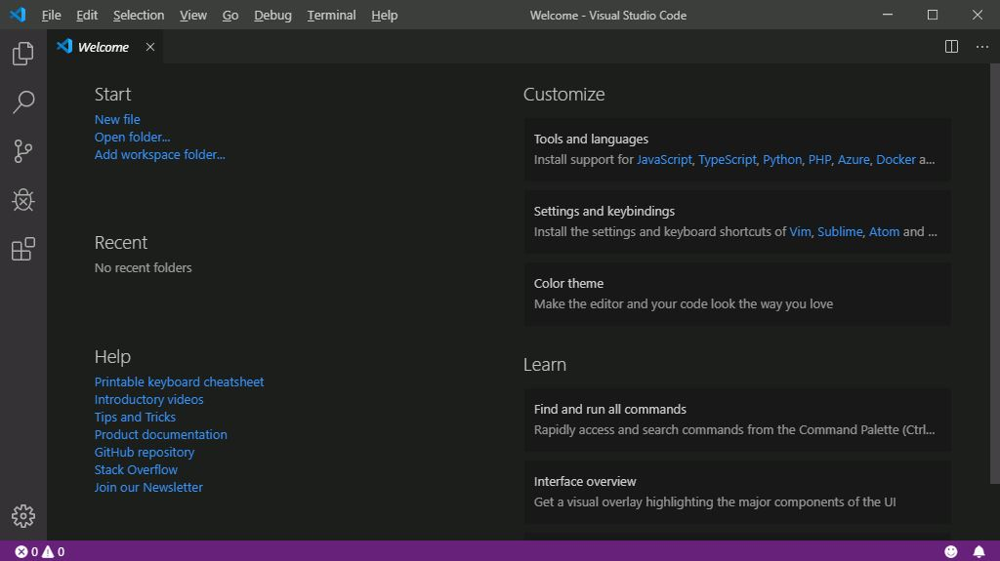 File Edit Selection View Go Debug Terminal Help Welcome - Visual Studio Code
Welcome
Start
New file
Open folder...
Add workspace folder...
Recent
No recent folders
Help
Printable keyboard cheatsheet
Introductory videos
Tips and Tricks
Product documentation
GitHub repository
Stack Overflow
Join our Newsletter
Customize
Tools and languages
Install support for JavaScript, TypeScript, Python, PHP, Azure, Docker a...
Settings and keybindings
Install the settings and keyboard shortcuts of Vim, Sublime, Atom and ...
Color theme
Make the editor and your code look the way you love
Learn
Find and run all commands
Rapidly access and search commands from the Command Palette (Ctrl...
Interface overview
Get a visual overlay highlighting the major components of the UI
0 0